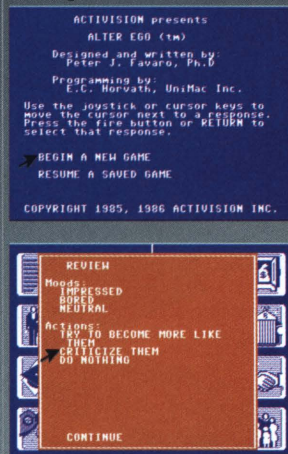 ACTIVISION presents
ALTER EGO (tm)
Designed and written by:
Peter J. Favaro, Ph.D
Programming by:
E.C. Horvath, UniMac Inc.
Use the joystick or cursor keys to
move the cursor next to a response.
Press the fire button or RETURN to
select that response.
BEGIN A NEW GAME
RESUME A SAVED GAME
COPYRIGHT 1985, 1986 ACTIVISION INC.
REVIEW
Moods:
IMPRESSED
BORED
NEUTRAL
Actions:
TRY TO BECOME MORE LIKE
THEM
CRITICIZE THEM
DO NOTHING
CONTINUE
6